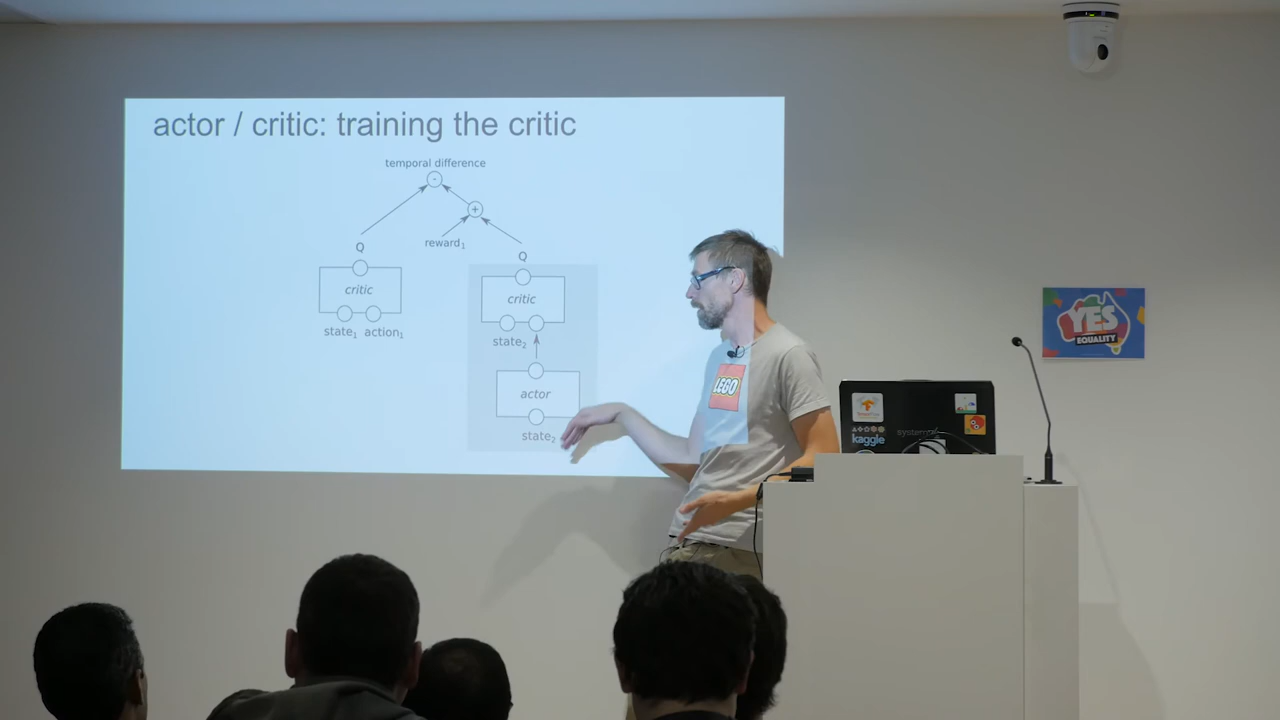 actor / critic: training the critic
temporal difference
-
+
reward₁
Q
Q
critic
critic
state₁ action₁
state₂
actor
state₂
LEGO
YES
EQUALITY
kaggle